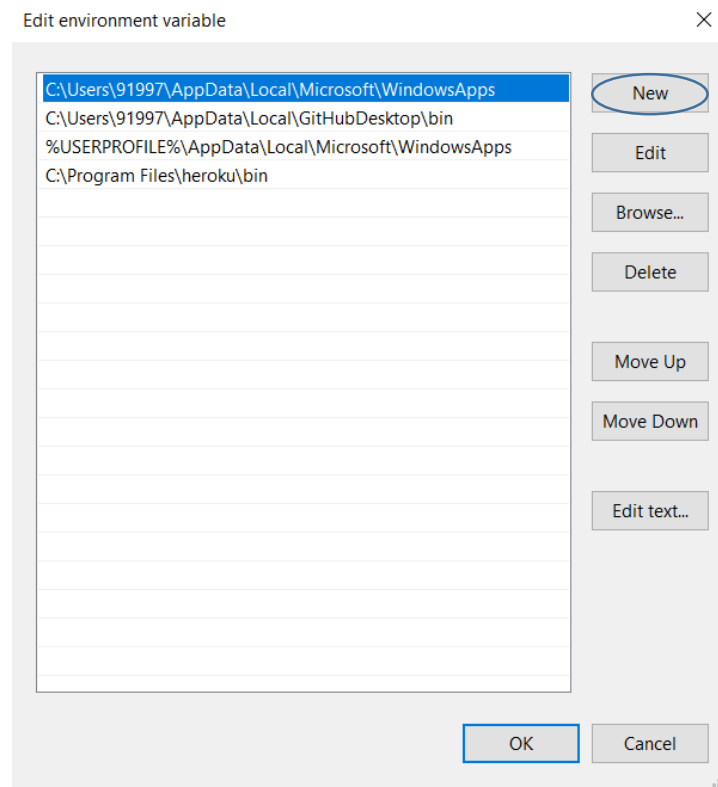 Edit environment variable
C:\Users\91997\AppData\Local\Microsoft\WindowsApps
C:\Users\91997\AppData\Local\GitHubDesktop\bin
%USERPROFILE%\AppData\Local\Microsoft\WindowsApps
C:\Program Files\heroku\bin
New
Edit
Browse...
Delete
Move Up
Move Down
Edit text...
OK
Cancel